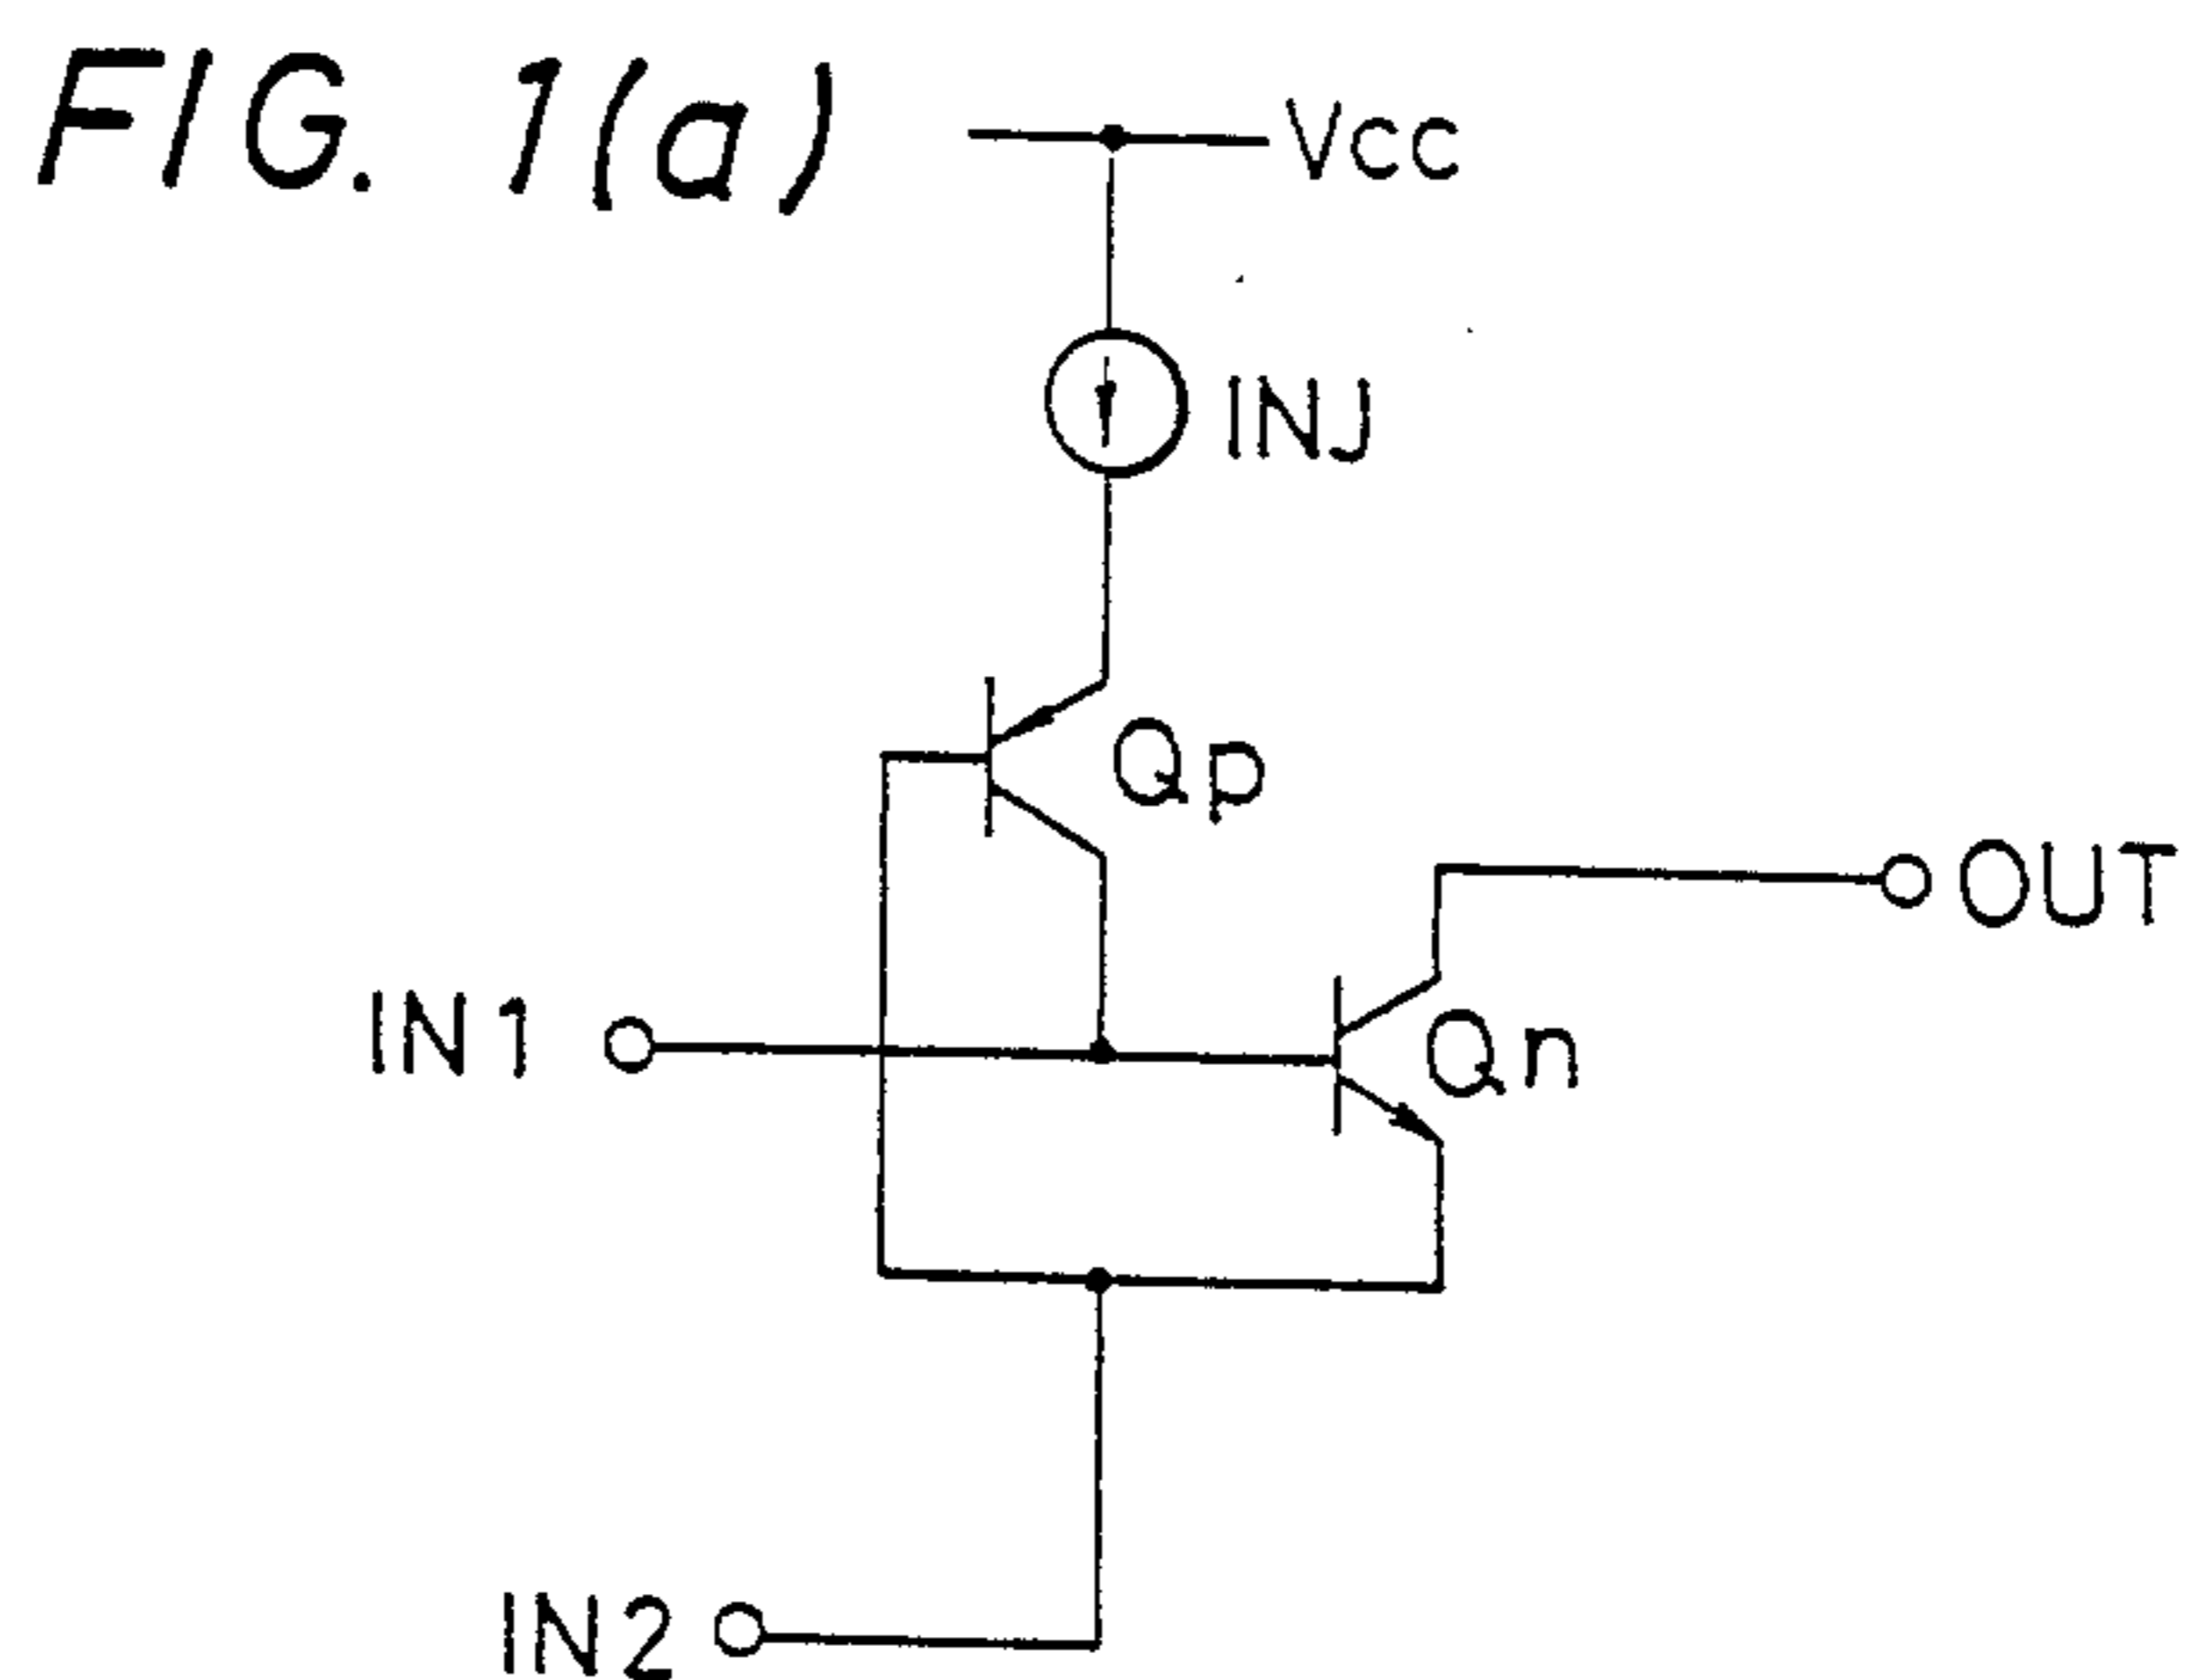 FIG. 1(a)
Vcc
INJ
Qp
OUT
IN1
Qn
IN2